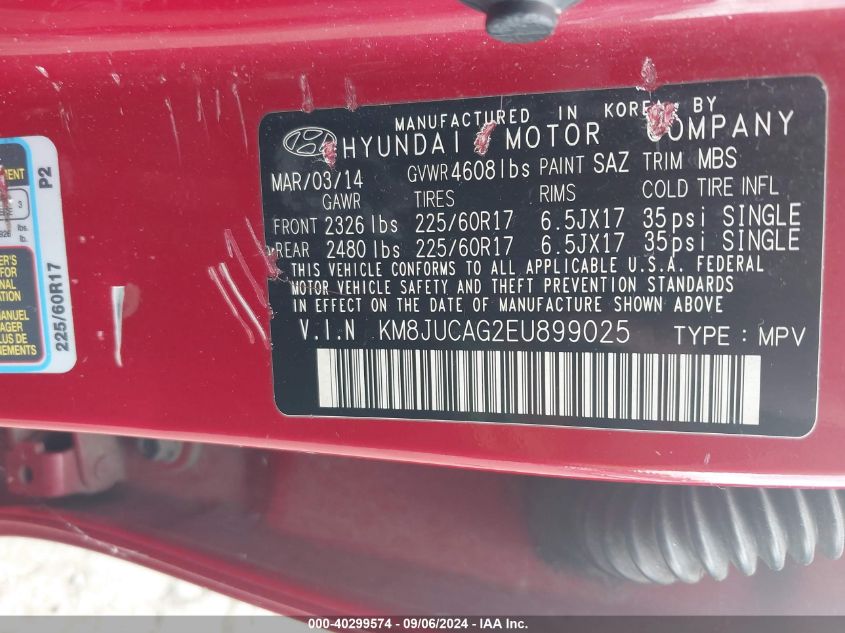 MANUFACTURED IN KOREA BY
HYUNDAI MOTOR COMPANY
MAR/03/14 GVWR 4608 lbs PAINT SAZ TRIM MBS
GAWR TIRES RIMS COLD TIRE INFL
FRONT 2326 lbs 225/60R17 6.5JX17 35psi SINGLE
REAR 2480 lbs 225/60R17 6.5JX17 35psi SINGLE
THIS VEHICLE CONFORMS TO ALL APPLICABLE U.S.A. FEDERAL
MOTOR VEHICLE SAFETY AND THEFT PREVENTION STANDARDS
IN EFFECT ON THE DATE OF MANUFACTURE SHOWN ABOVE
V.I.N KM8JUCAG2EU899025 TYPE : MPV
P2
225/60R17
3
lbs.
lb.
MANUEL
000-40299574 - 09/06/2024 - IAA Inc.